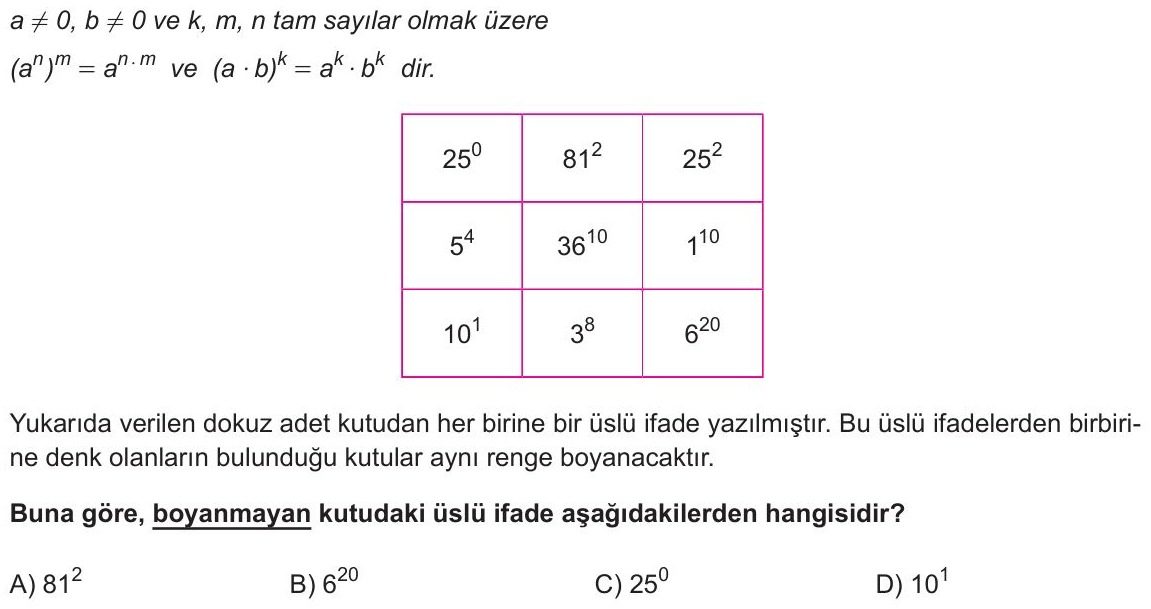 a ≠ 0, b ≠ 0 ve k, m, n tam sayılar olmak üzere
(aⁿ)ᵐ = aⁿ·ᵐ ve (a · b)ᵏ = aᵏ · bᵏ dir.
25⁰ 81² 25²
5⁴ 36¹⁰ 1¹⁰
10¹ 3⁸ 6²⁰
Yukarıda verilen dokuz adet kutudan her birine bir üslü ifade yazılmıştır. Bu üslü ifadelerden birbiri-
ne denk olanların bulunduğu kutular aynı renge boyanacaktır.
Buna göre, boyanmayan kutudaki üslü ifade aşağıdakilerden hangisidir?
A) 81² B) 6²⁰ C) 25⁰ D) 10¹